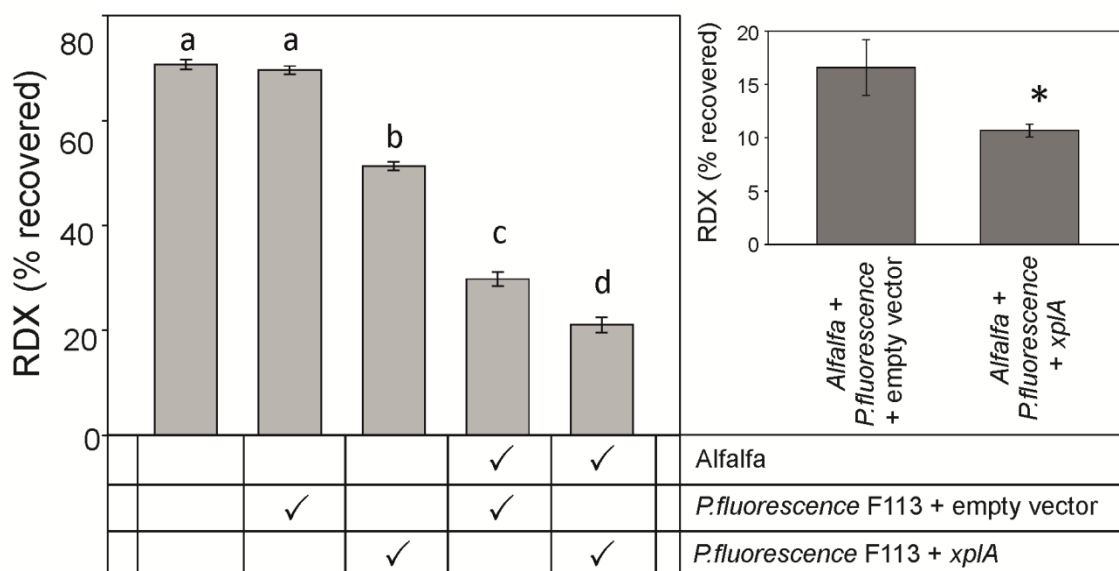 RDX (% recovered)
80
60
40
20
0
a
a
b
c
d
✓ ✓ Alfalfa
✓ ✓ P.fluorescence F113 + empty vector
✓ ✓ P.fluorescence F113 + xplA
RDX (% recovered)
20
15
10
5
0
*
Alfalfa +
P.fluorescence
+ empty vector
Alfalfa +
P.fluorescence
+ xplA